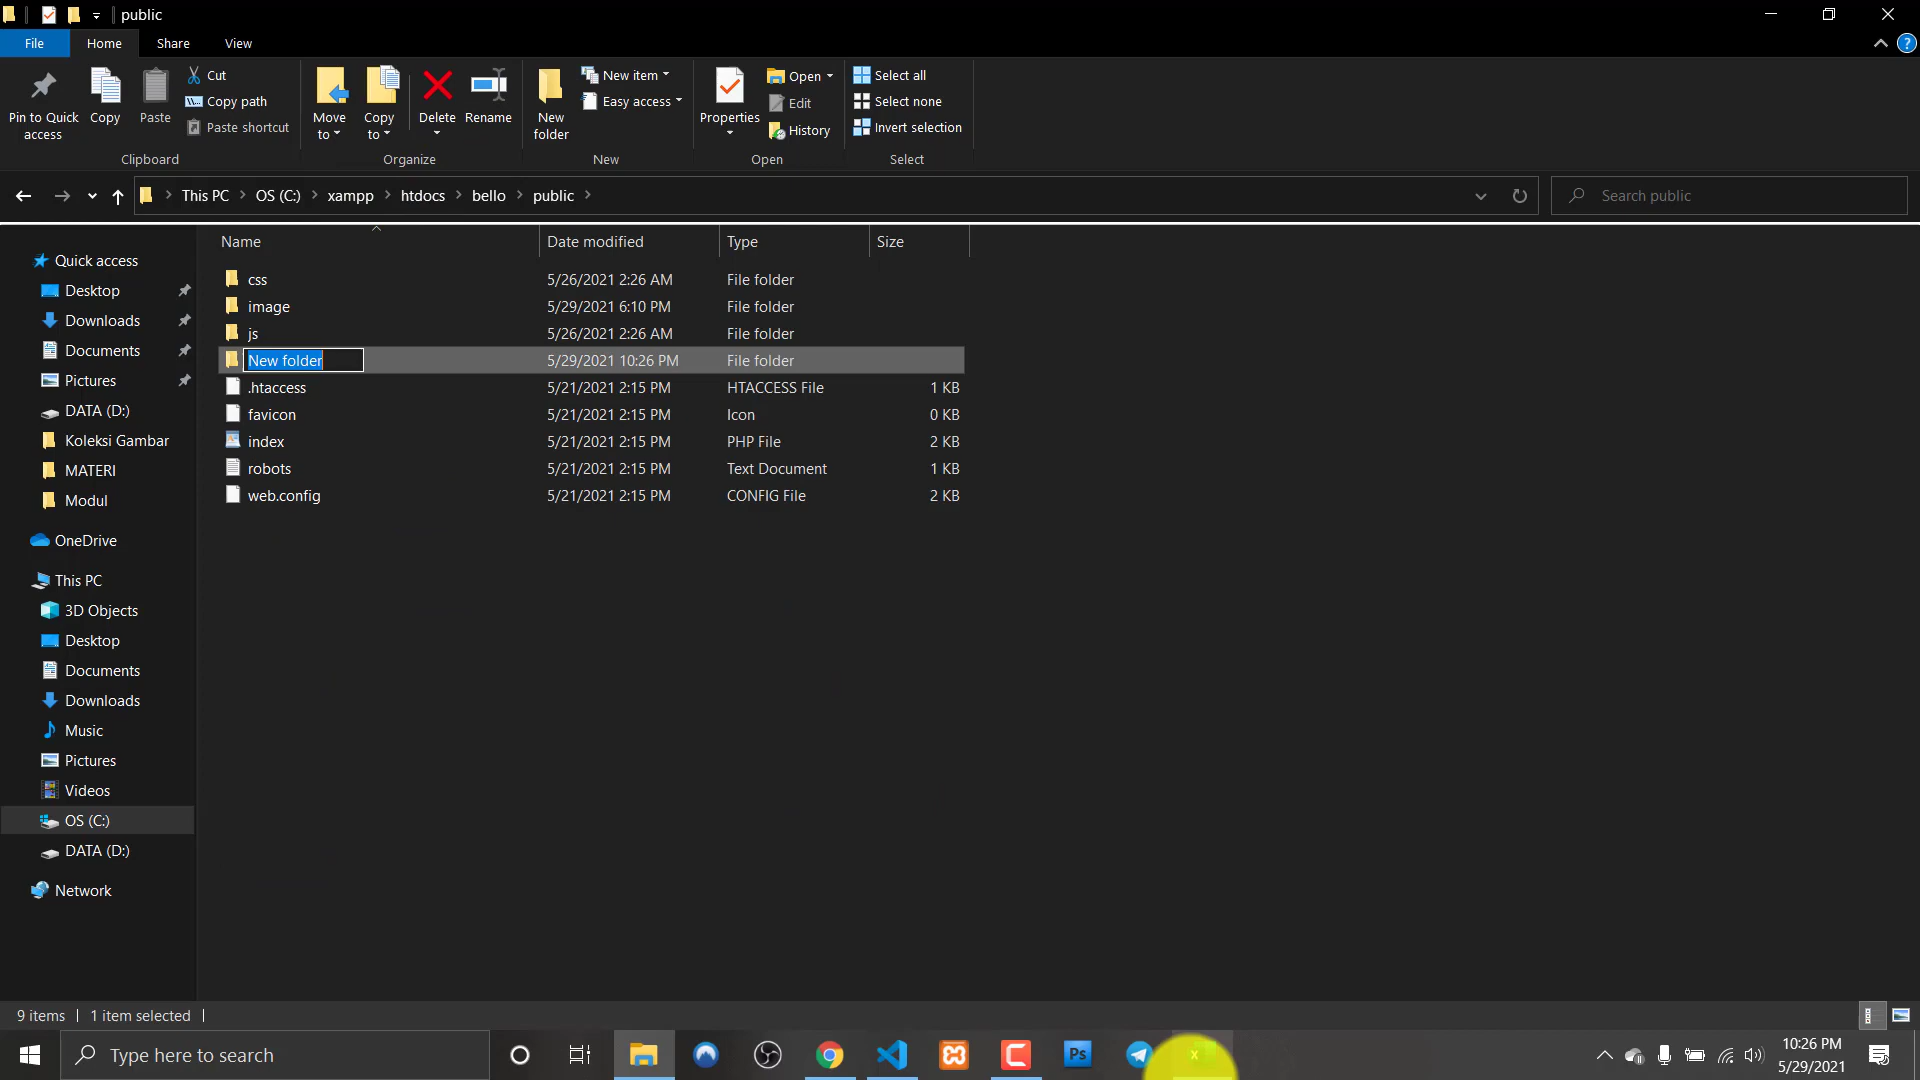 public
File Home Share View
Pin to Quick access
Copy
Paste
Cut
Copy path
Paste shortcut
Clipboard
Move to
Copy to
Delete
Rename
Organize
New folder
New item
Easy access
New
Properties
Open
Edit
History
Open
Select all
Select none
Invert selection
Select
This PC OS (C:) xampp htdocs bello public
Search public
Name Date modified Type Size
css 5/26/2021 2:26 AM File folder
image 5/29/2021 6:10 PM File folder
js 5/26/2021 2:26 AM File folder
New folder 5/29/2021 10:26 PM File folder
.htaccess 5/21/2021 2:15 PM HTACCESS File 1 KB
favicon 5/21/2021 2:15 PM Icon 0 KB
index 5/21/2021 2:15 PM PHP File 2 KB
robots 5/21/2021 2:15 PM Text Document 1 KB
web.config 5/21/2021 2:15 PM CONFIG File 2 KB
Quick access
Desktop
Downloads
Documents
Pictures
DATA (D:)
Koleksi Gambar
MATERI
Modul
OneDrive
This PC
3D Objects
Desktop
Documents
Downloads
Music
Pictures
Videos
OS (C:)
DATA (D:)
Network
9 items 1 item selected
Type here to search
Ps
X
10:26 PM
5/29/2021